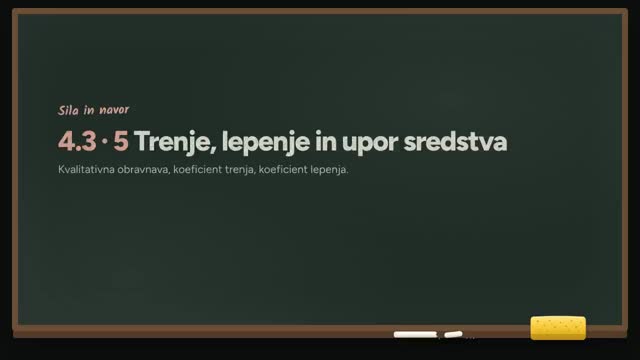 Sila in navor
4.3 · 5 Trenje, lepenje in upor sredstva
Kvalitativna obravnava, koeficient trenja, koeficient lepenja.